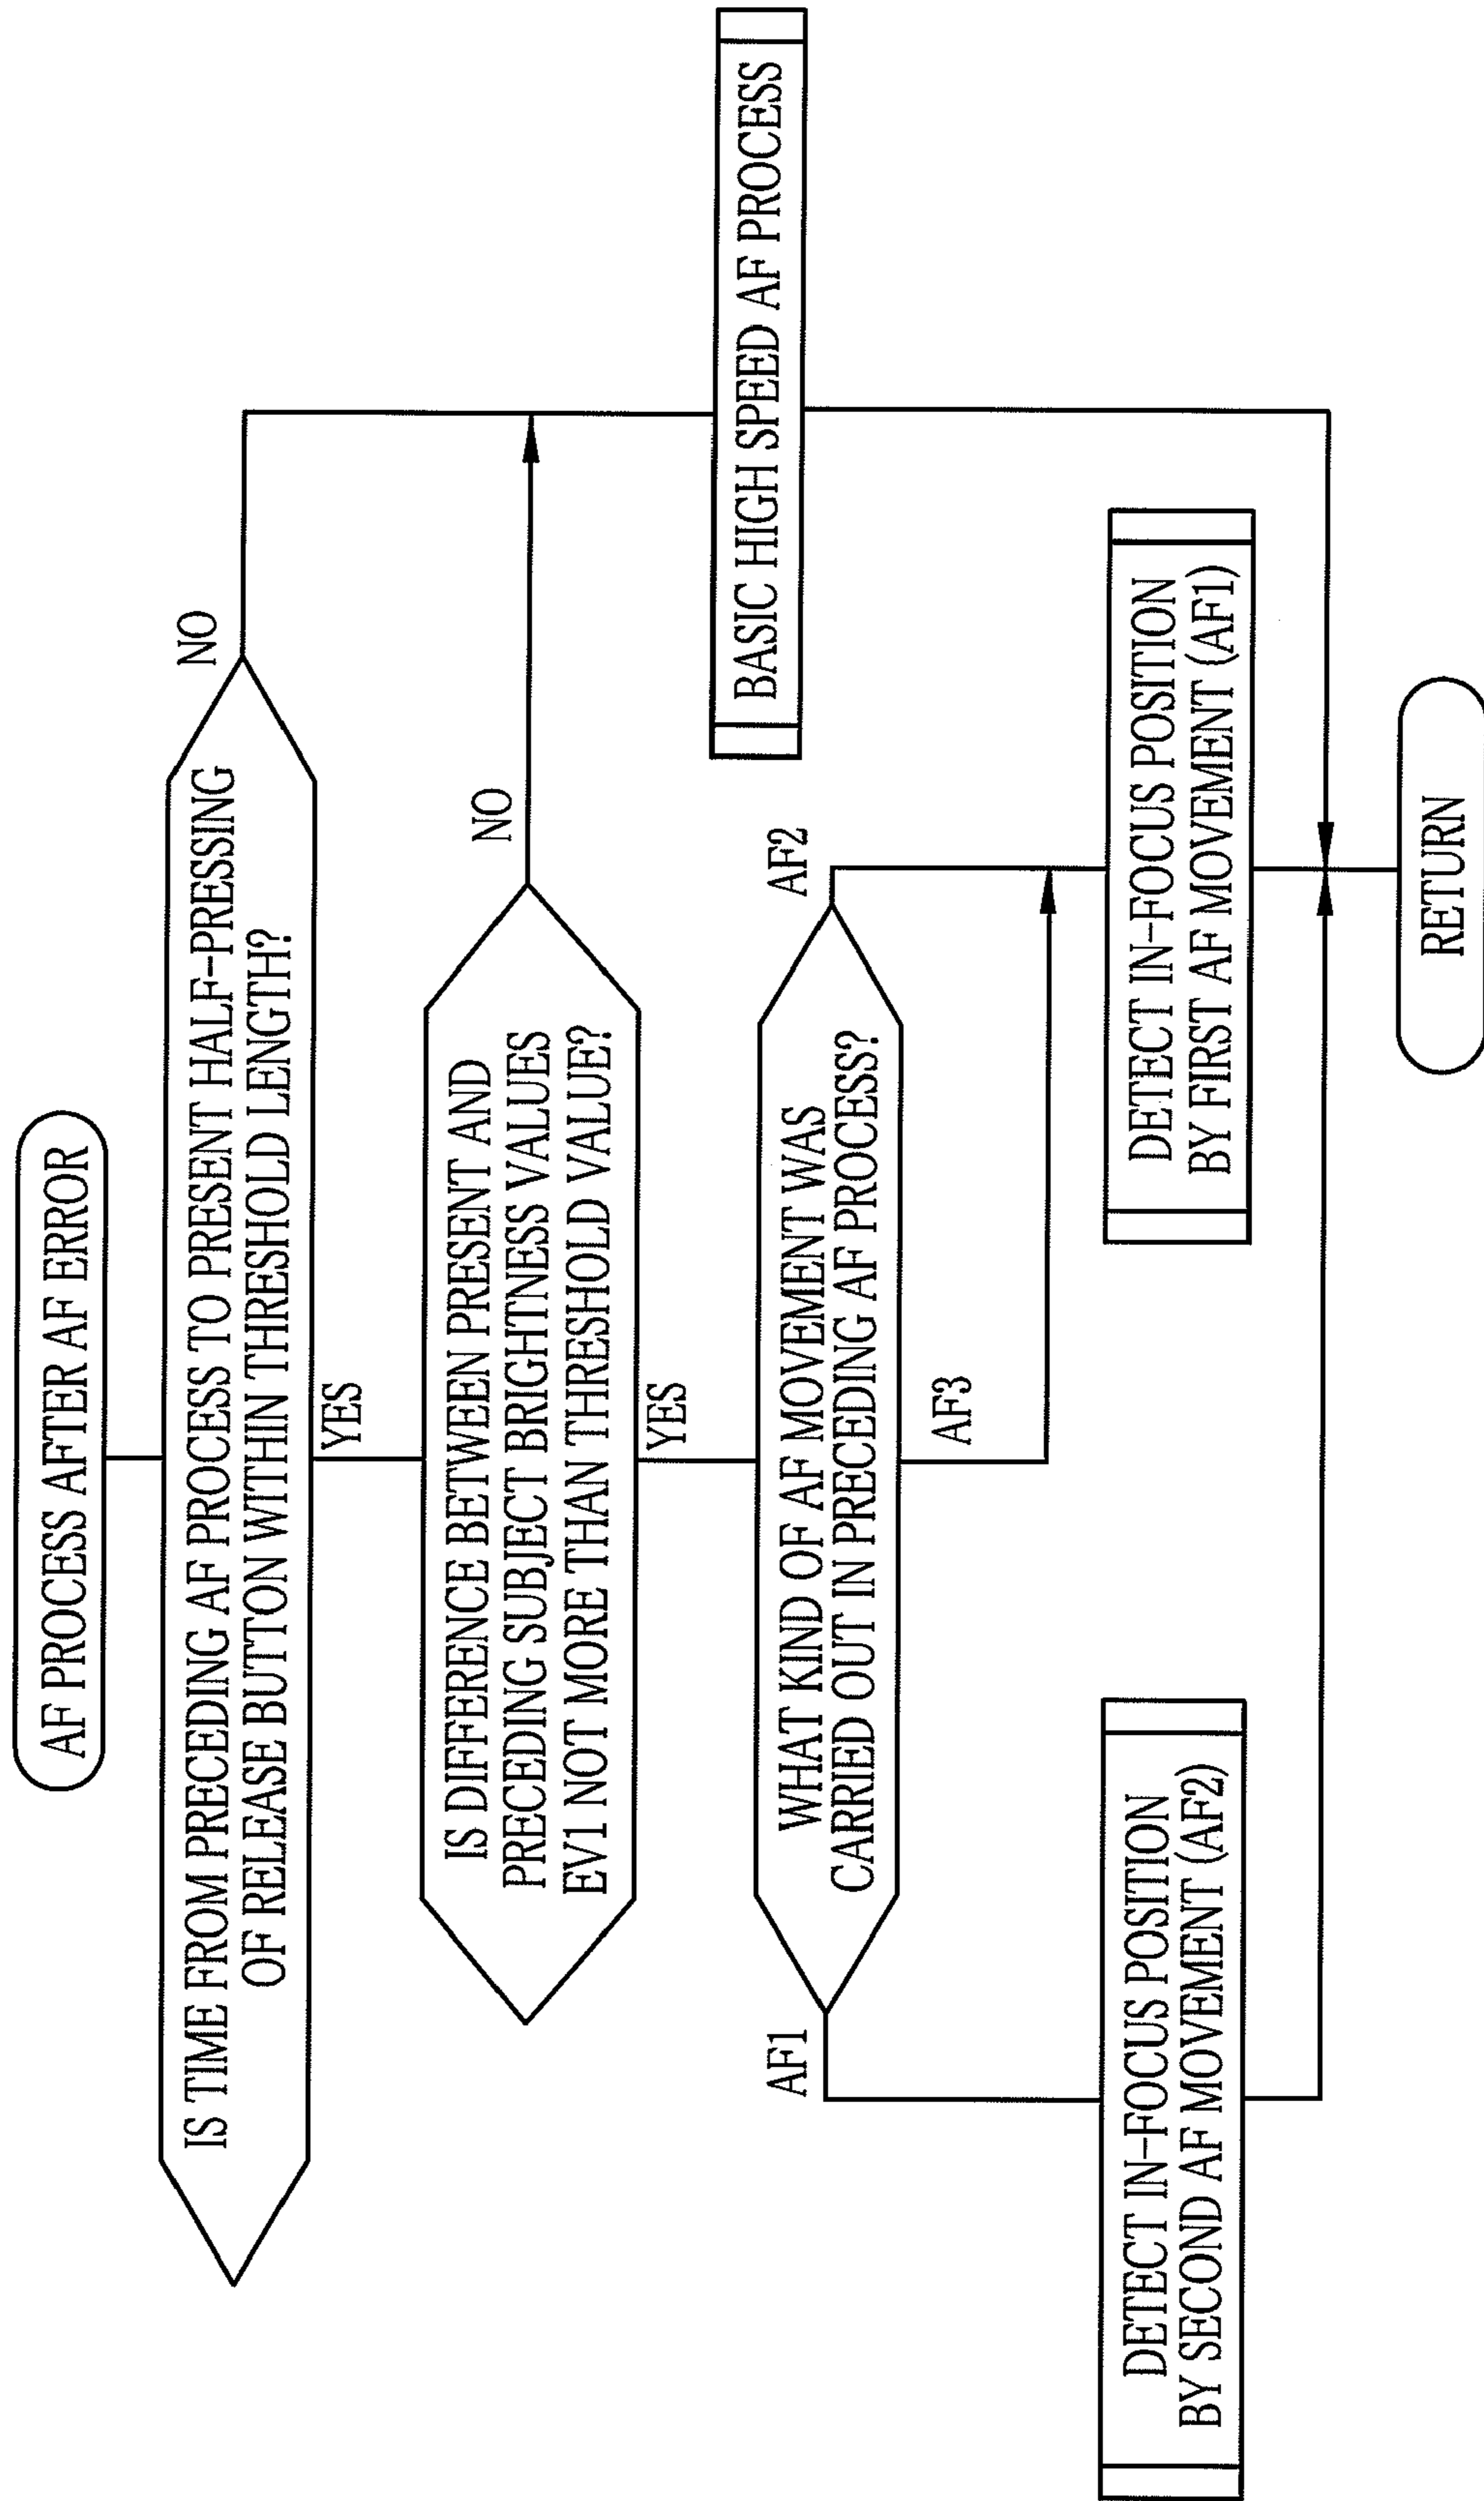 AF PROCESS AFTER AF ERROR
IS TIME FROM PRECEDING AF PROCESS TO PRESENT HALF-PRESSING
OF RELEASE BUTTON WITHIN THRESHOLD LENGTH?
NO
YES
IS DIFFERENCE BETWEEN PRESENT AND
PRECEDING SUBJECT BRIGHTNESS VALUES
EV1 NOT MORE THAN THRESHOLD VALUE?
NO
YES
BASIC HIGH SPEED AF PROCESS
WHAT KIND OF AF MOVEMENT WAS
CARRIED OUT IN PRECEDING AF PROCESS?
AF1
AF2
AF3
DETECT IN-FOCUS POSITION
BY SECOND AF MOVEMENT (AF2)
DETECT IN-FOCUS POSITION
BY FIRST AF MOVEMENT (AF1)
RETURN